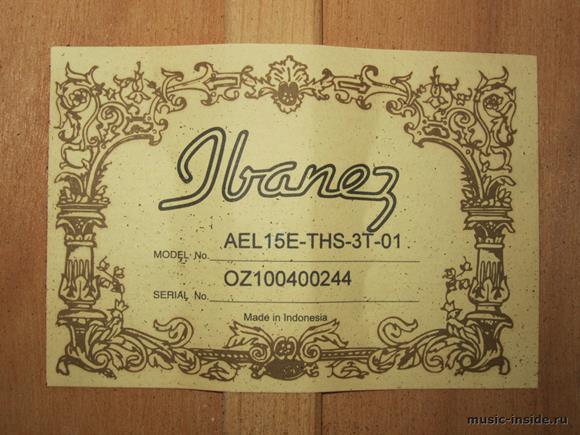 Ibanez
AEL15E-THS-3T-01
MODEL No.
OZ100400244
SERIAL No.
Made in Indonesia
music-inside.ru